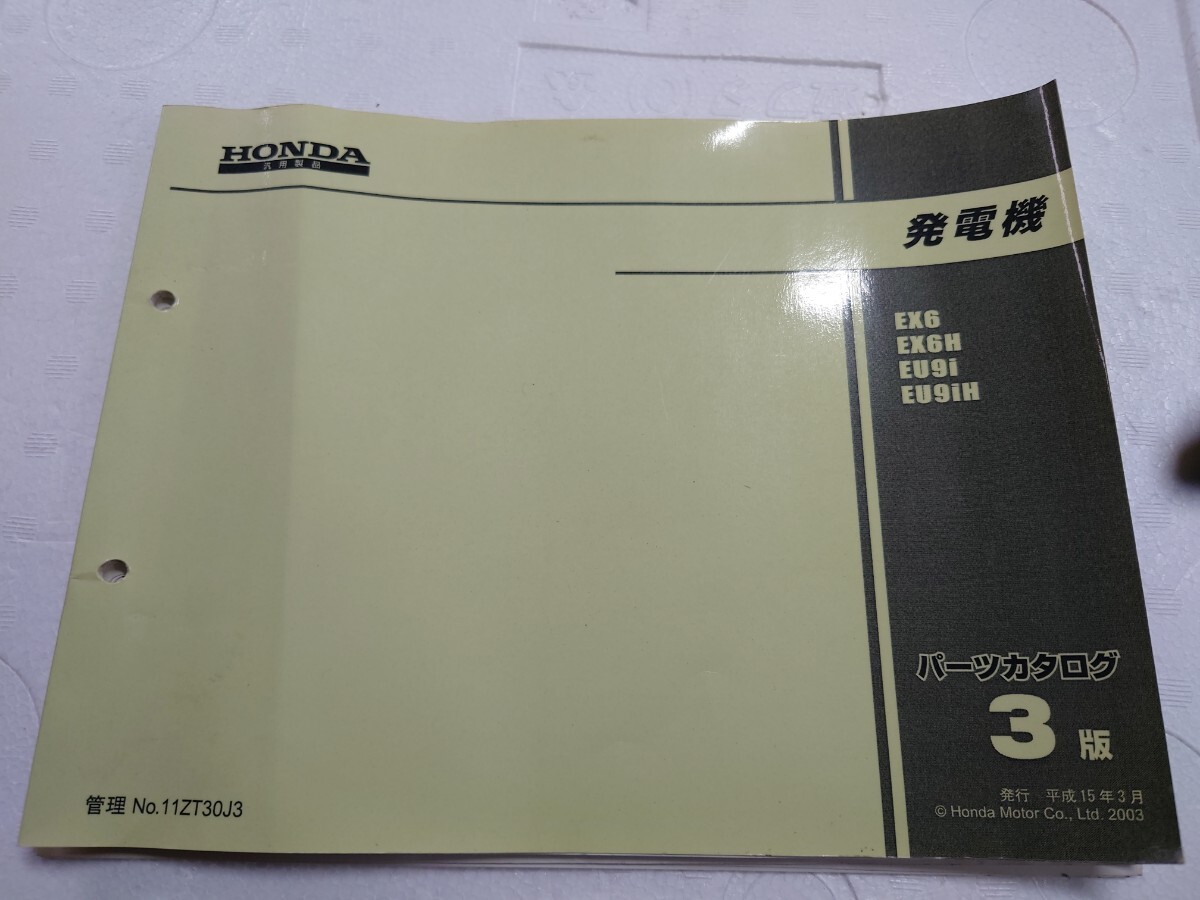 HONDA
汎用製品
発電機
EX6
EX6H
EU9i
EU9iH
パーツカタログ
3版
発行 平成15年3月
© Honda Motor Co., Ltd. 2003
管理 No.11ZT30J3